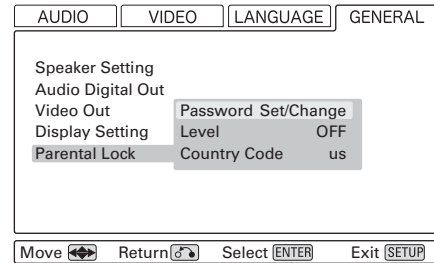 AUDIO VIDEO LANGUAGE GENERAL
Speaker Setting
Audio Digital Out
Video Out
Display Setting
Parental Lock
Password Set/Change
Level OFF
Country Code us
Move Return Select ENTER Exit SETUP